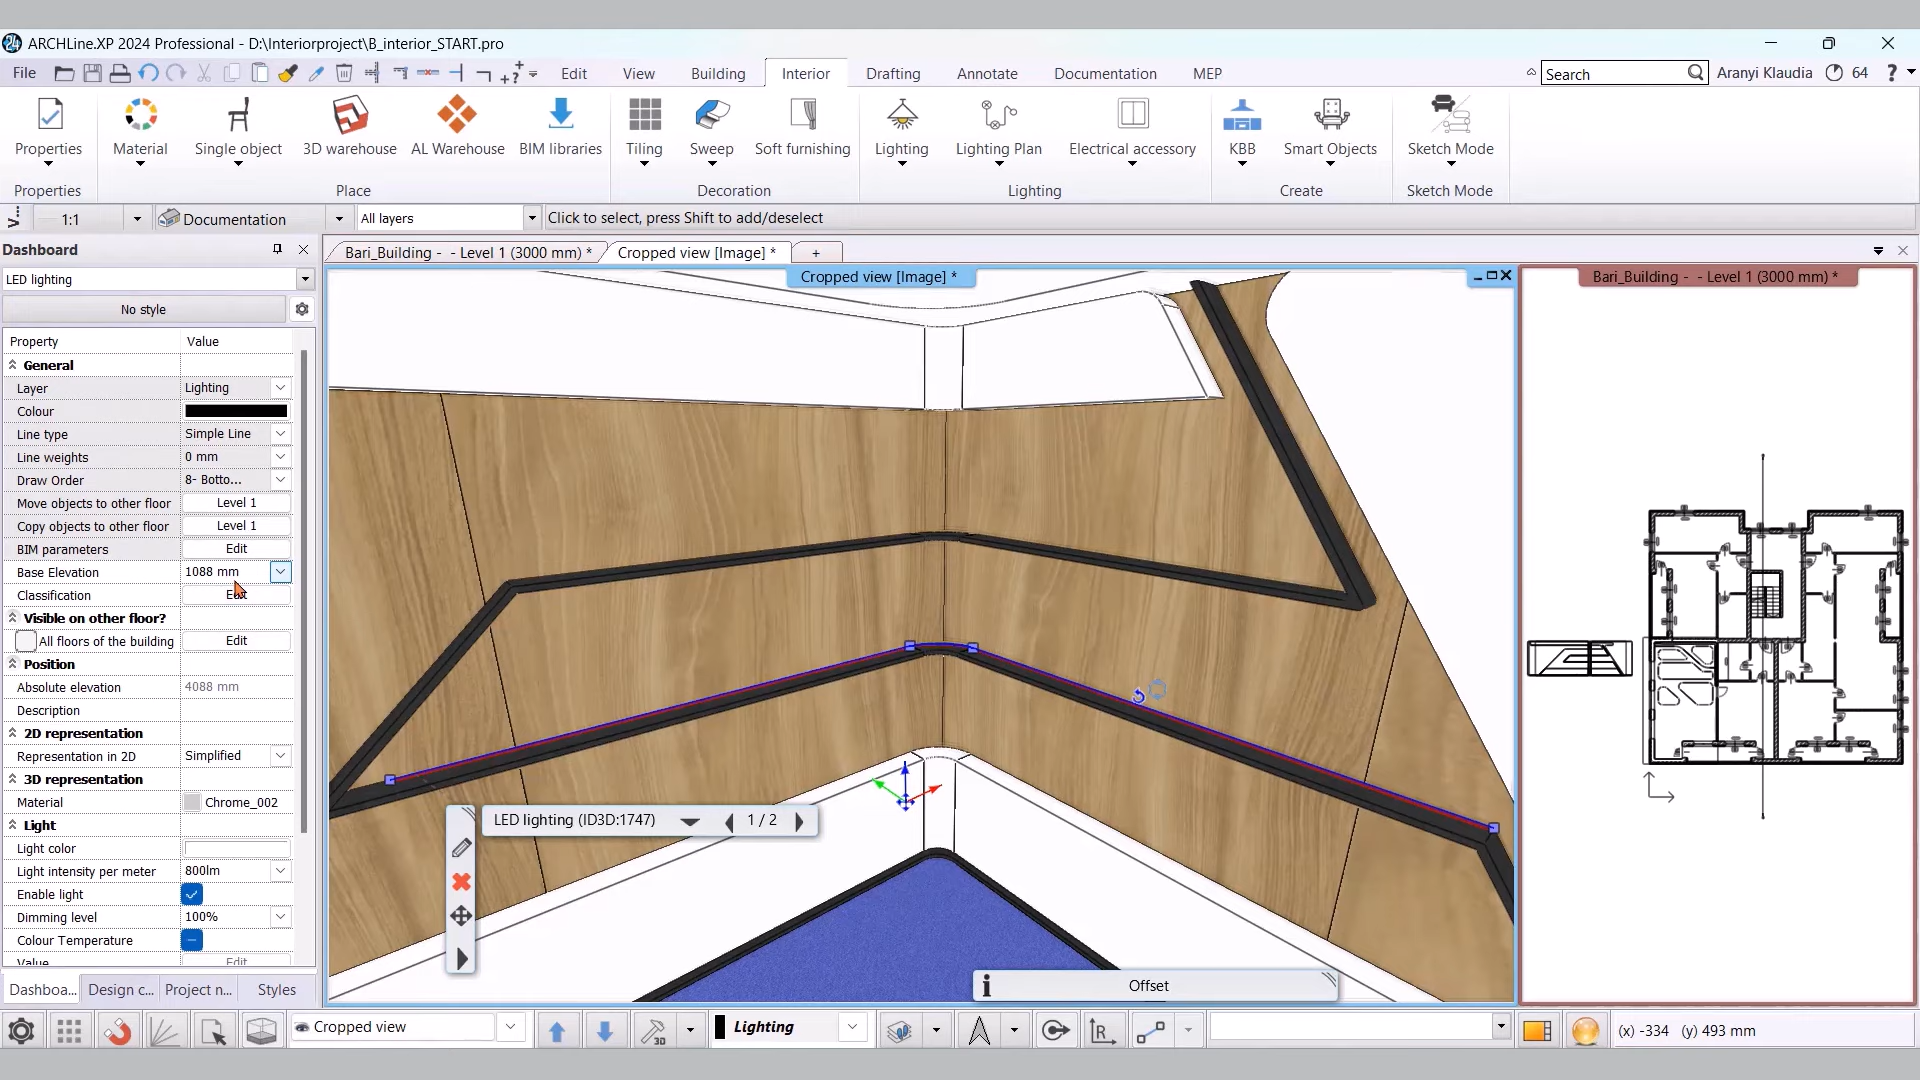 ARCHLine.XP 2024 Professional - D:\Interiorproject\B_interior_START.pro
File
Edit
View
Building
Interior
Drafting
Annotate
Documentation
MEP
Search
Aranyi Klaudia
64
?
Properties
Material
Single object
3D warehouse
AL Warehouse
BIM libraries
Tiling
Sweep
Soft furnishing
Lighting
Lighting Plan
Electrical accessory
KBB
Smart Objects
Sketch Mode
Properties
Place
Decoration
Lighting
Create
Sketch Mode
1:1
Documentation
All layers
Click to select, press Shift to add/deselect
Dashboard
Bari_Building - - Level 1 (3000 mm) *
Cropped view [Image] *
+
LED lighting
Cropped view [Image] *
Bari_Building - - Level 1 (3000 mm) *
No style
Property Value
General
Layer Lighting
Colour
Line type Simple Line
Line weights 0 mm
Draw Order 8- Botto...
Move objects to other floor Level 1
Copy objects to other floor Level 1
BIM parameters Edit
Base Elevation 1088 mm
Classification Edit
Visible on other floor?
All floors of the building Edit
Position
Absolute elevation 4088 mm
Description
2D representation
Representation in 2D Simplified
3D representation
Material Chrome_002
Light
Light color
Light intensity per meter 800lm
Enable light
Dimming level 100%
Colour Temperature
Value Edit
LED lighting (ID3D:1747) 1 / 2
Offset
Dashboa...
Design c...
Project n...
Styles
Cropped view
3D
Lighting
R
(x) -334 (y) 493 mm